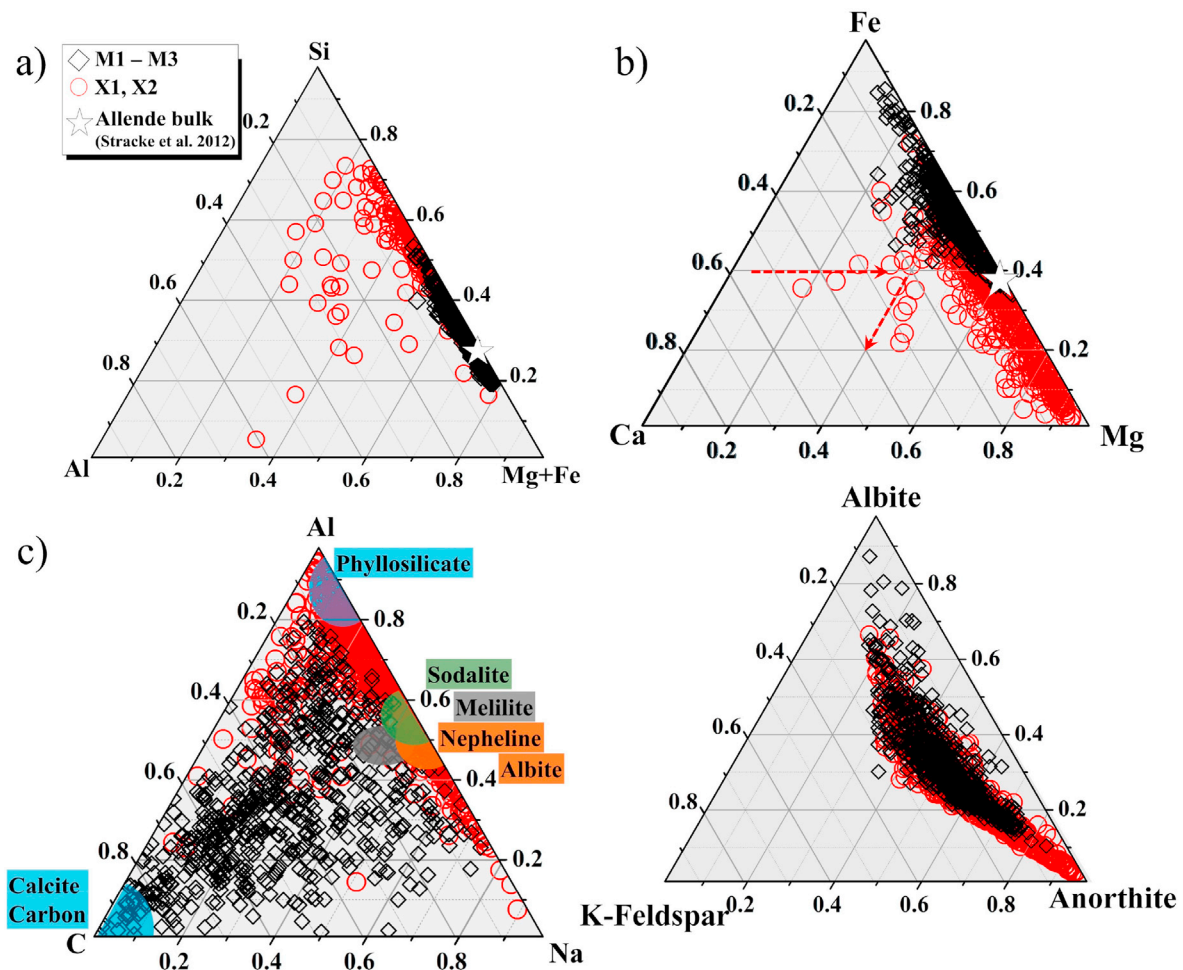 a)
M1 – M3
X1, X2
Allende bulk
(Stracke et al. 2012)
Si
0.2
0.8
0.4
0.6
0.6
0.4
0.8
0.2
Al
Mg+Fe
0.2
0.4
0.6
0.8
b)
Fe
0.2
0.8
0.4
0.6
0.6
0.4
0.8
0.2
Ca
Mg
0.2
0.4
0.6
0.8
c)
Al
Phyllosilicate
0.2
0.8
Sodalite
0.4
0.6
Melilite
Nepheline
0.6
0.4
Albite
0.8
0.2
Calcite
Carbon
C
Na
0.2
0.4
0.6
0.8
Albite
0.2
0.8
0.4
0.6
0.6
0.4
0.8
0.2
K-Feldspar
Anorthite
0.2
0.4
0.6
0.8